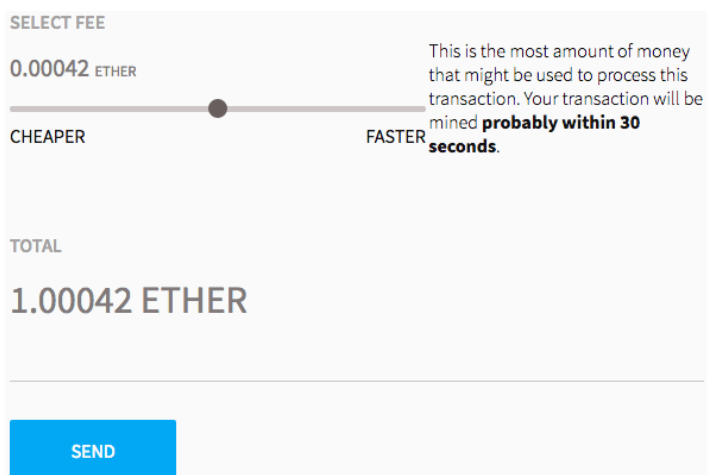 SELECT FEE
0.00042 ETHER
CHEAPER
FASTER
This is the most amount of money
that might be used to process this
transaction. Your transaction will be
mined probably within 30
seconds.
TOTAL
1.00042 ETHER
SEND